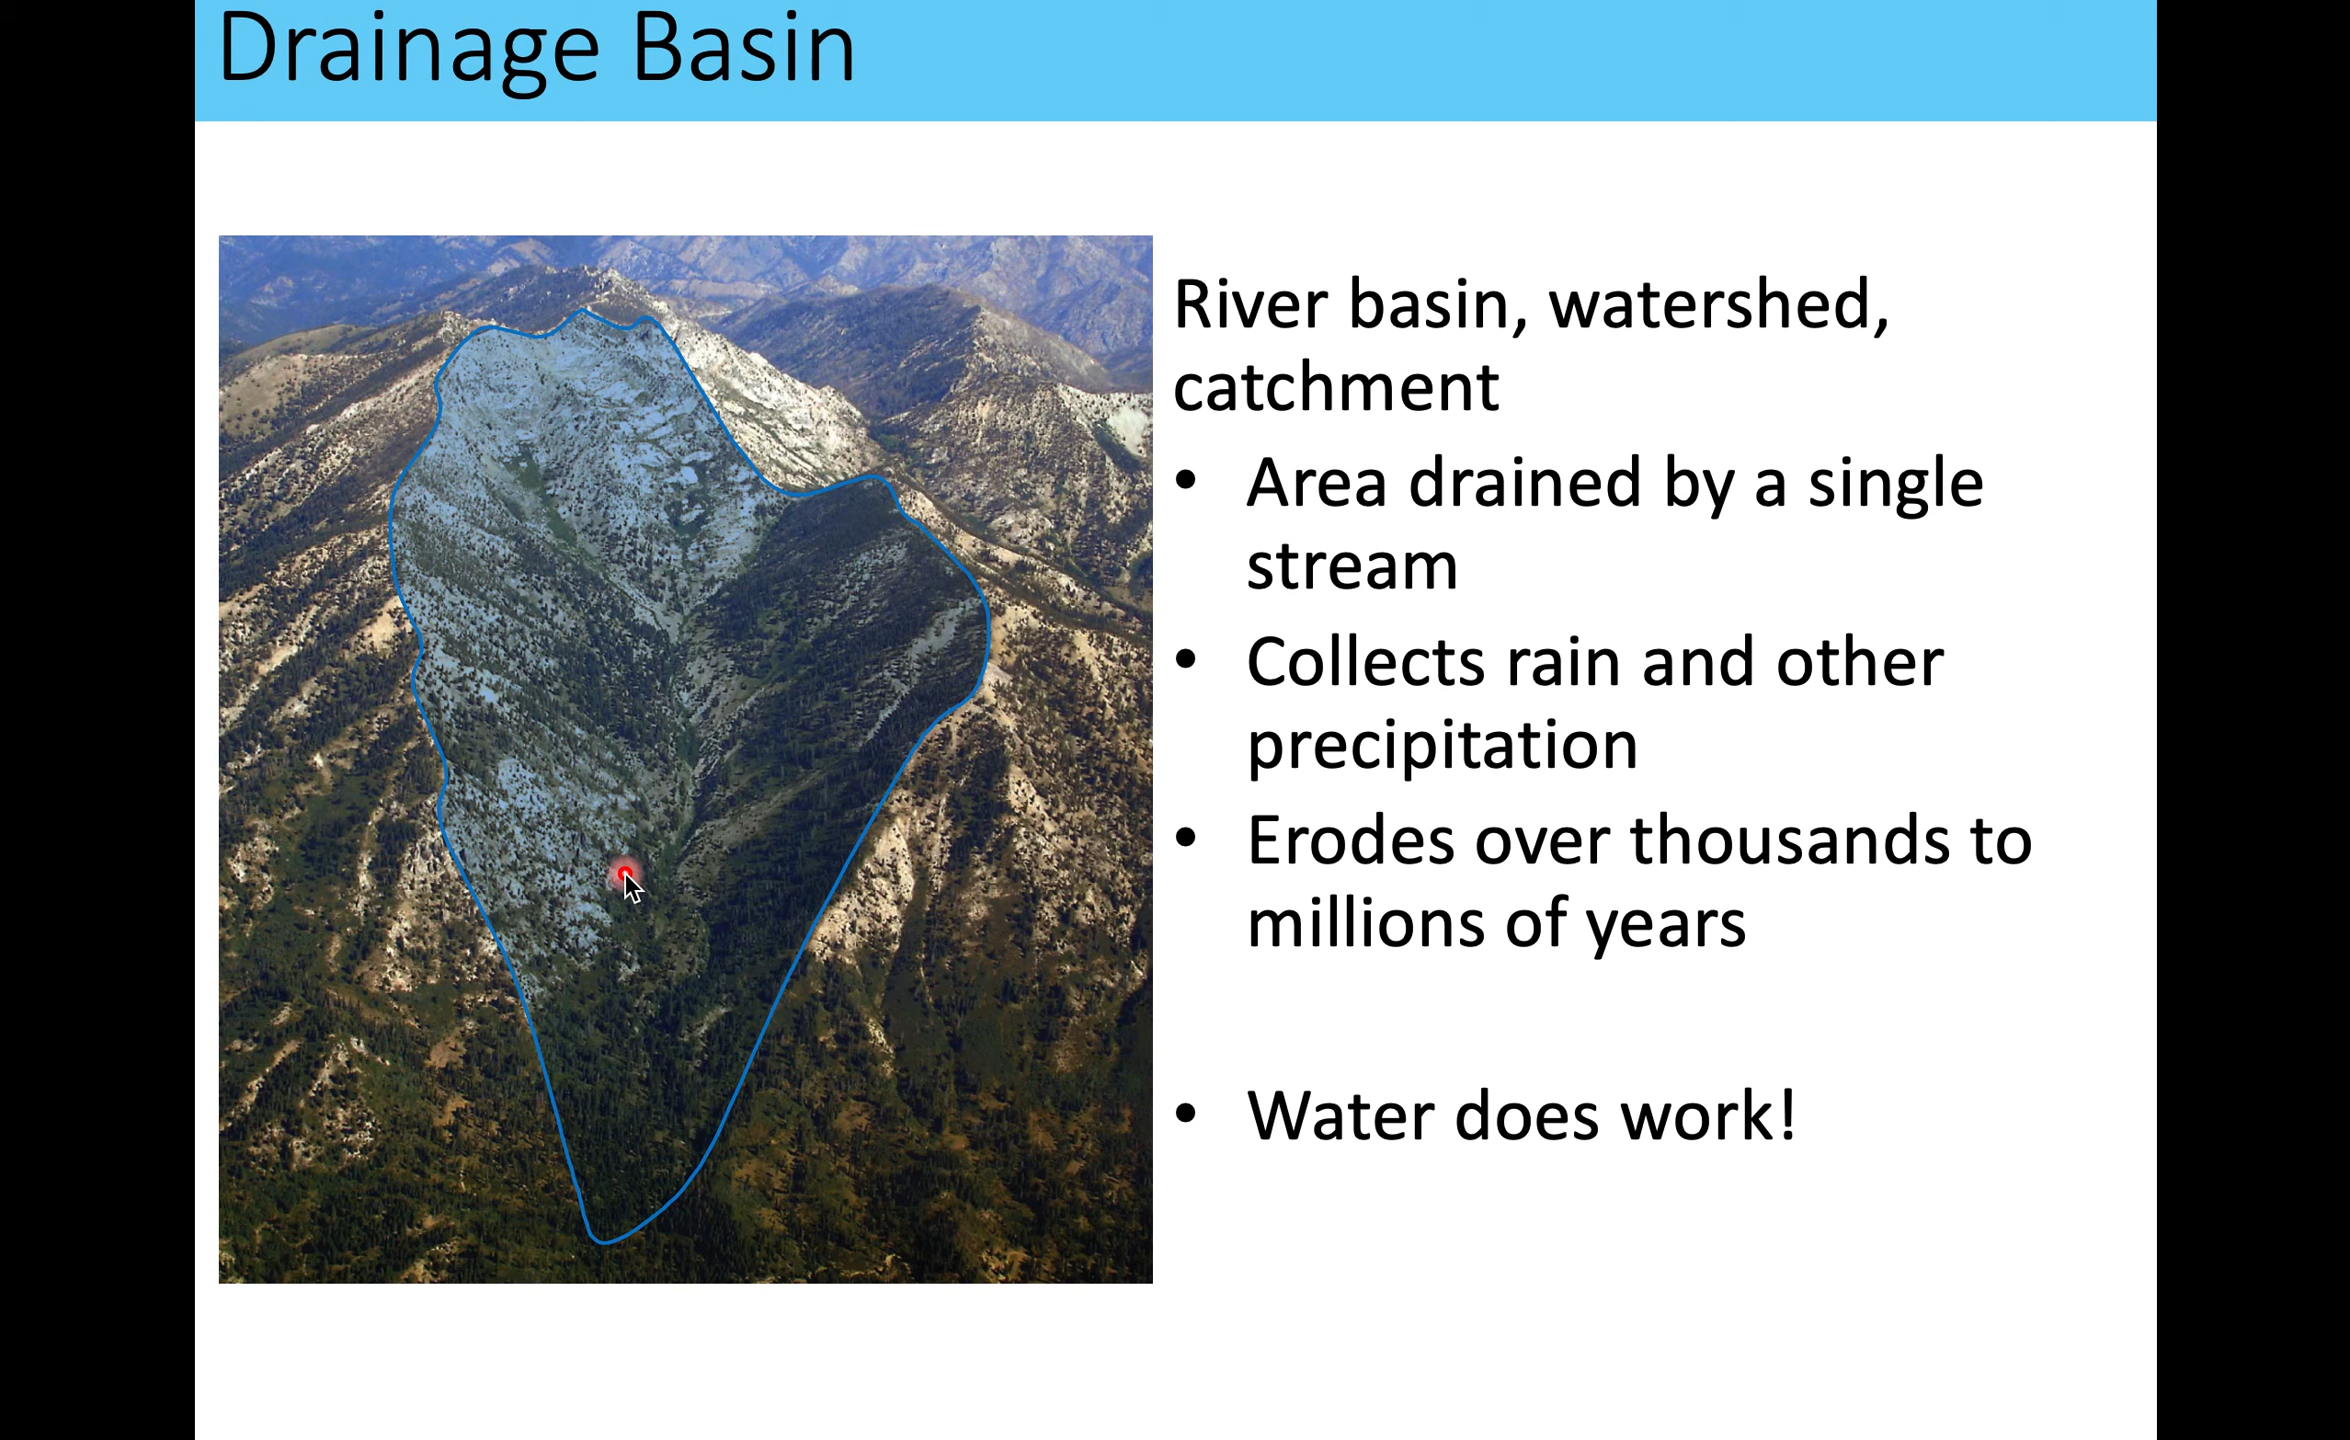 Drainage Basin
River basin, watershed,
catchment
• Area drained by a single
stream
• Collects rain and other
precipitation
• Erodes over thousands to
millions of years
• Water does work!